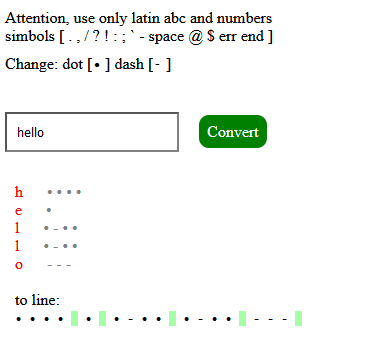 Attention, use only latin abc and numbers
simbols [ . , / ? ! : ; ` - space @ $ err end ]
Change: dot [•] dash [-]
hello
Convert
h ••••
e •
l •-••
l •-••
o ---
to line:
• • • • • • - • • • - • • - - -